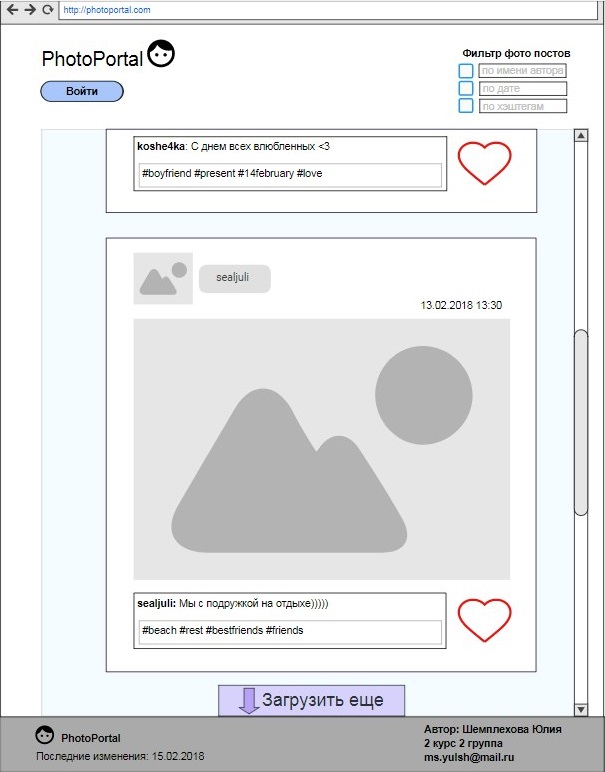 http://photoportal.com
PhotoPortal
Войти
Фильтр фото постов
по имени автора
по дате
по хэштегам
koshe4ka: С днем всех влюбленных <3
#boyfriend #present #14february #love
sealjuli
13.02.2018 13:30
sealjuli: Мы с подружкой на отдыхе)))))
#beach #rest #bestfriends #friends
Загрузить еще
PhotoPortal
Последние изменения: 15.02.2018
Автор: Шемплехова Юлия
2 курс 2 группа
ms.yulsh@mail.ru